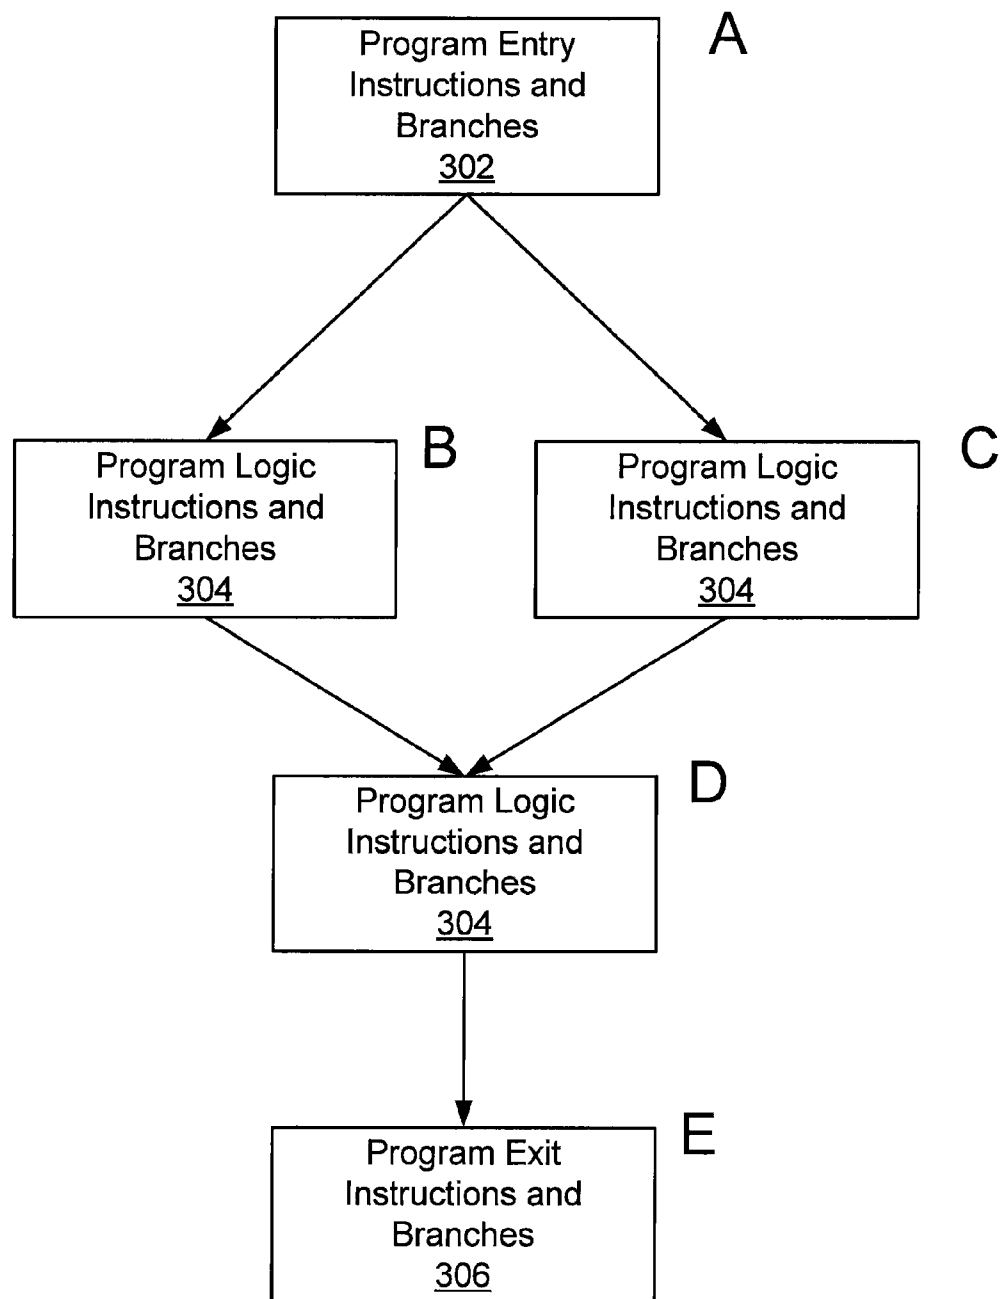 Program Entry
Instructions and
Branches
302
A
Program Logic
Instructions and
Branches
304
B
Program Logic
Instructions and
Branches
304
C
Program Logic
Instructions and
Branches
304
D
Program Exit
Instructions and
Branches
306
E